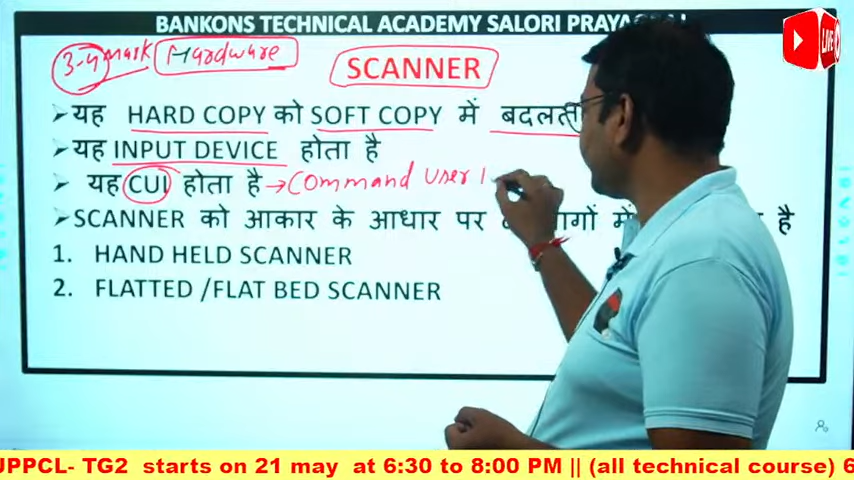 BANKONS TECHNICAL ACADEMY SALORI
3-4 mark Hardware
SCANNER
LIVE
➢यह HARD COPY को SOFT COPY में बदलता
➢यह INPUT DEVICE होता है
➢ यह CUI होता है → Command User I
➢SCANNER को आकार के आधार पर है
1. HAND HELD SCANNER
2. FLATTED /FLAT BED SCANNER
UPPCL- TG2 starts on 21 may at 6:30 to 8:00 PM || (all technical course) 6